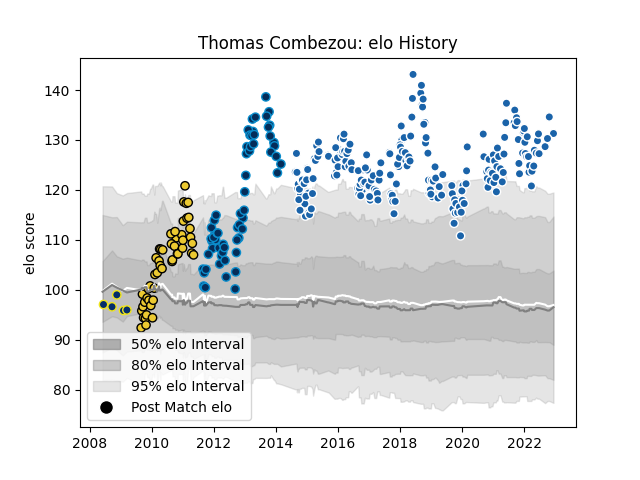 Thomas Combezou: elo History
140
130
120
110
100
90
80
elo score
50% elo Interval
80% elo Interval
95% elo Interval
Post Match elo
2008 2010 2012 2014 2016 2018 2020 2022